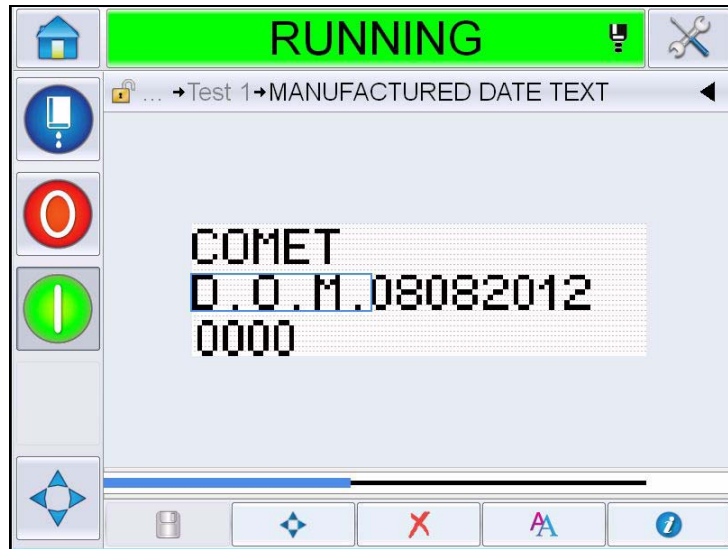 RUNNING
... →Test 1→MANUFACTURED DATE TEXT
COMET
D.O.M.08082012
0000